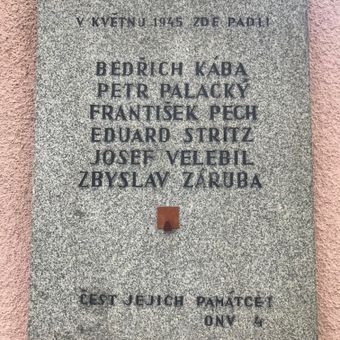 V KVĚTNU 1945 ZDE PADLI
BEDŘICH KÁBA
PETR PALACKÝ
FRANTIŠEK PECH
EDUARD STRITZ
JOSEF VELEBIL
ZBYSLAV ZÁRUBA
ČEST JEJICH PAMÁTCE!
ONV 4